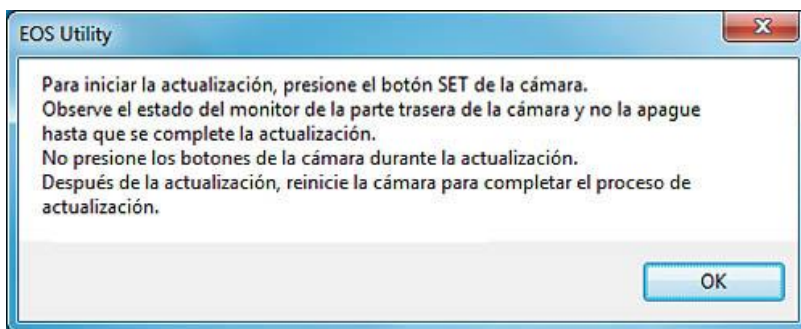 EOS Utility
Para iniciar la actualización, presione el botón SET de la cámara.
Observe el estado del monitor de la parte trasera de la cámara y no la apague
hasta que se complete la actualización.
No presione los botones de la cámara durante la actualización.
Después de la actualización, reinicie la cámara para completar el proceso de
actualización.
OK